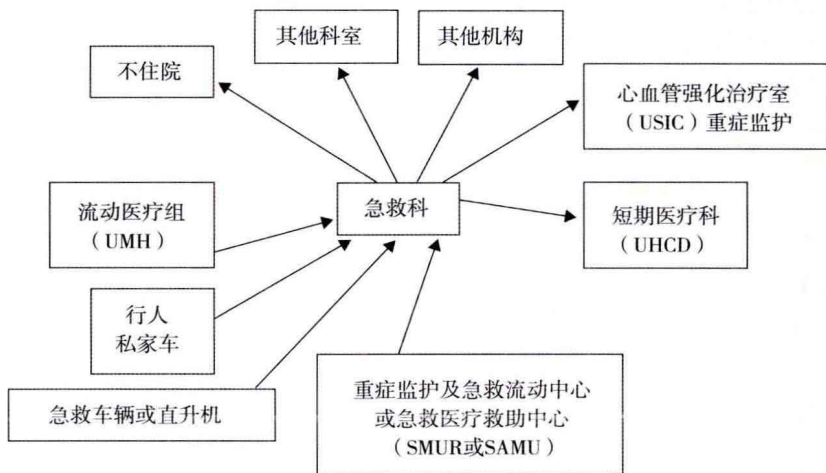 其他科室
其他机构
不住院
心血管强化治疗室
（USIC）重症监护
流动医疗组
（UMH）
急救科
短期医疗科
（UHCD）
行人
私家车
急救车辆或直升机
重症监护及急救流动中心
或急救医疗救助中心
（SMUR或SAMU）